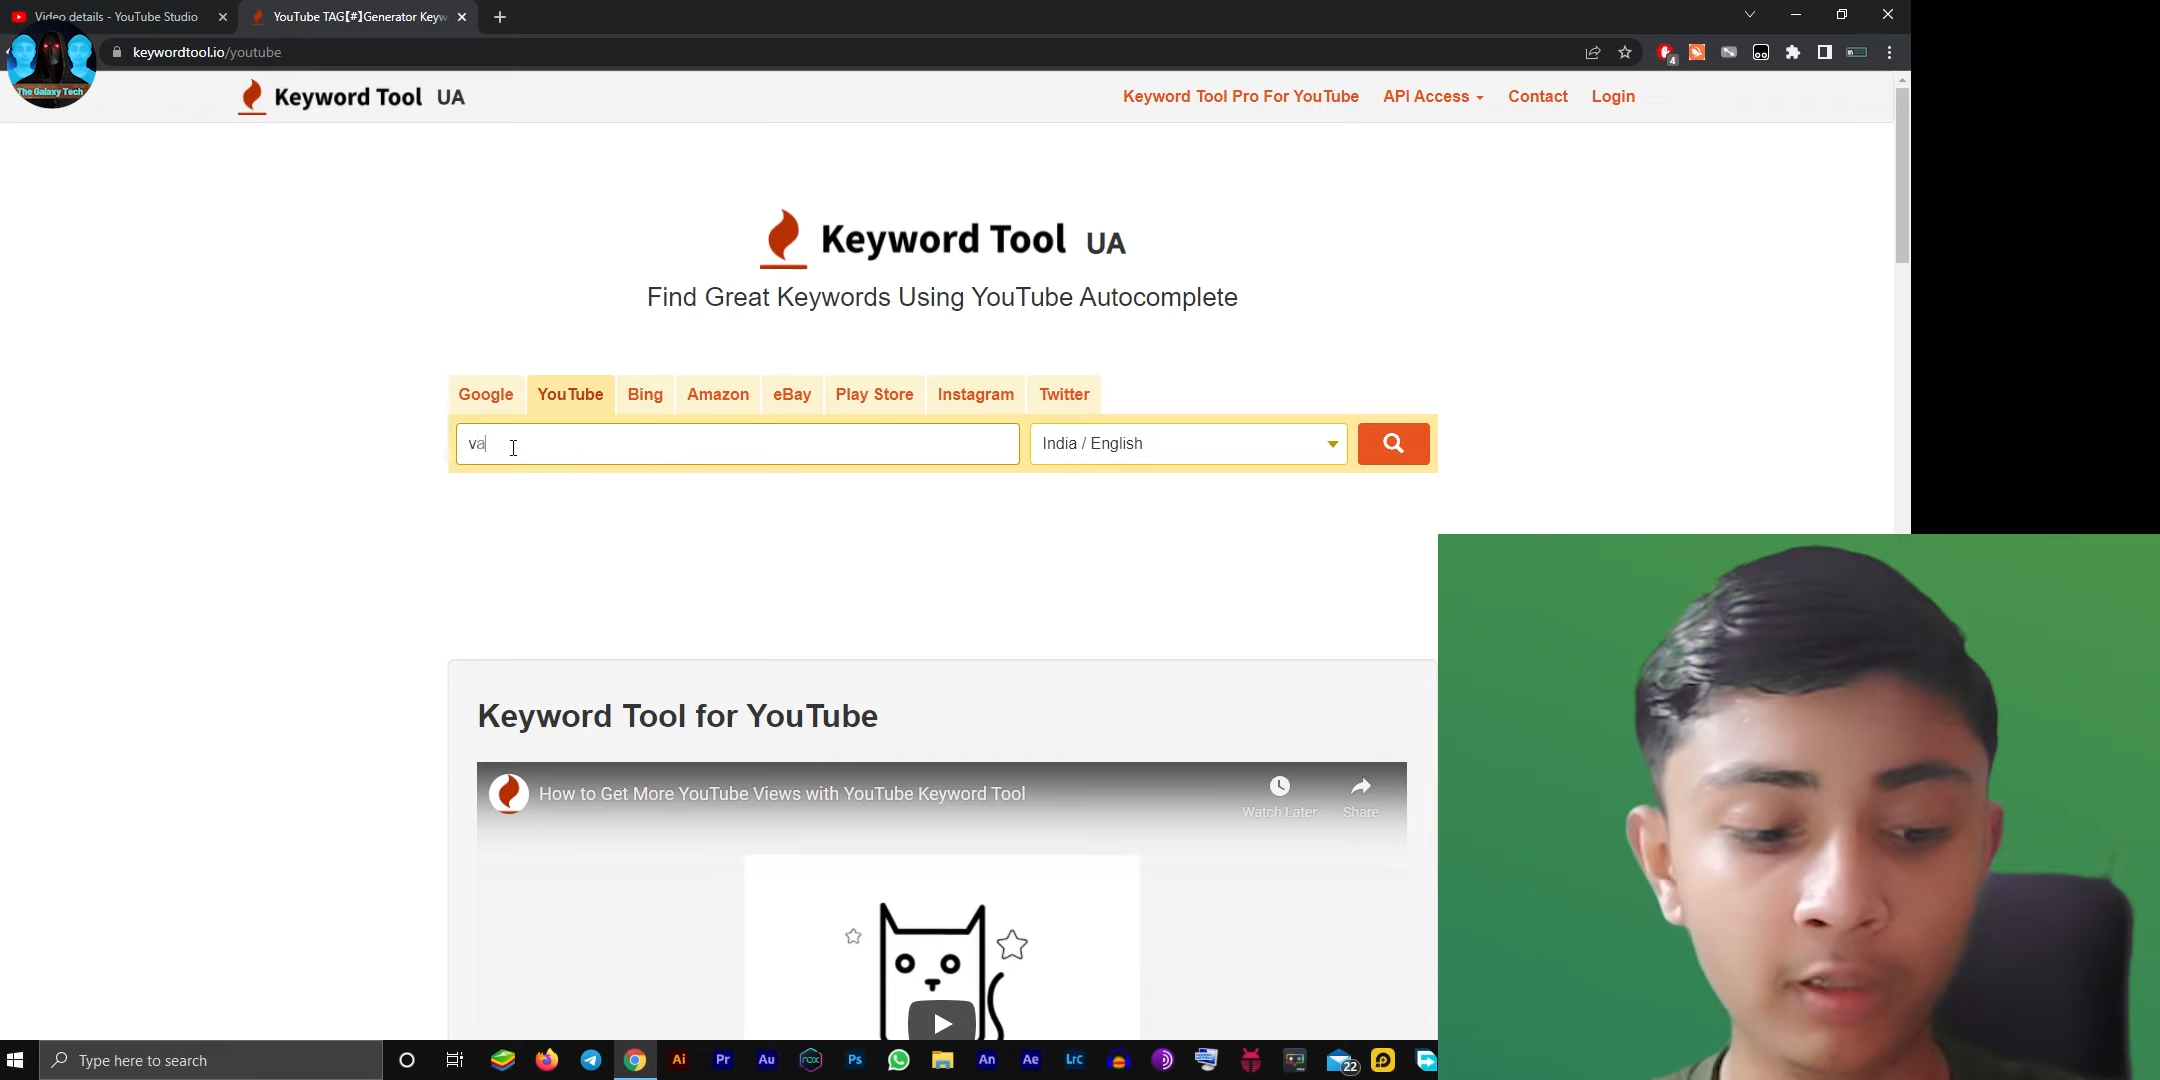 Video details - YouTube Studio
YouTube TAG【#】Generator Keyw
The Galaxy Tech
keywordtool.io/youtube
4
Keyword Tool UA
Keyword Tool Pro For YouTube
API Access
Contact
Login
Keyword Tool UA
Find Great Keywords Using YouTube Autocomplete
Google
YouTube
Bing
Amazon
eBay
Play Store
Instagram
Twitter
va
India / English
Keyword Tool for YouTube
How to Get More YouTube Views with YouTube Keyword Tool
Watch Later
Share
Type here to search
Ai
Pr
Au
nox
Ps
An
Ae
Lrc
22